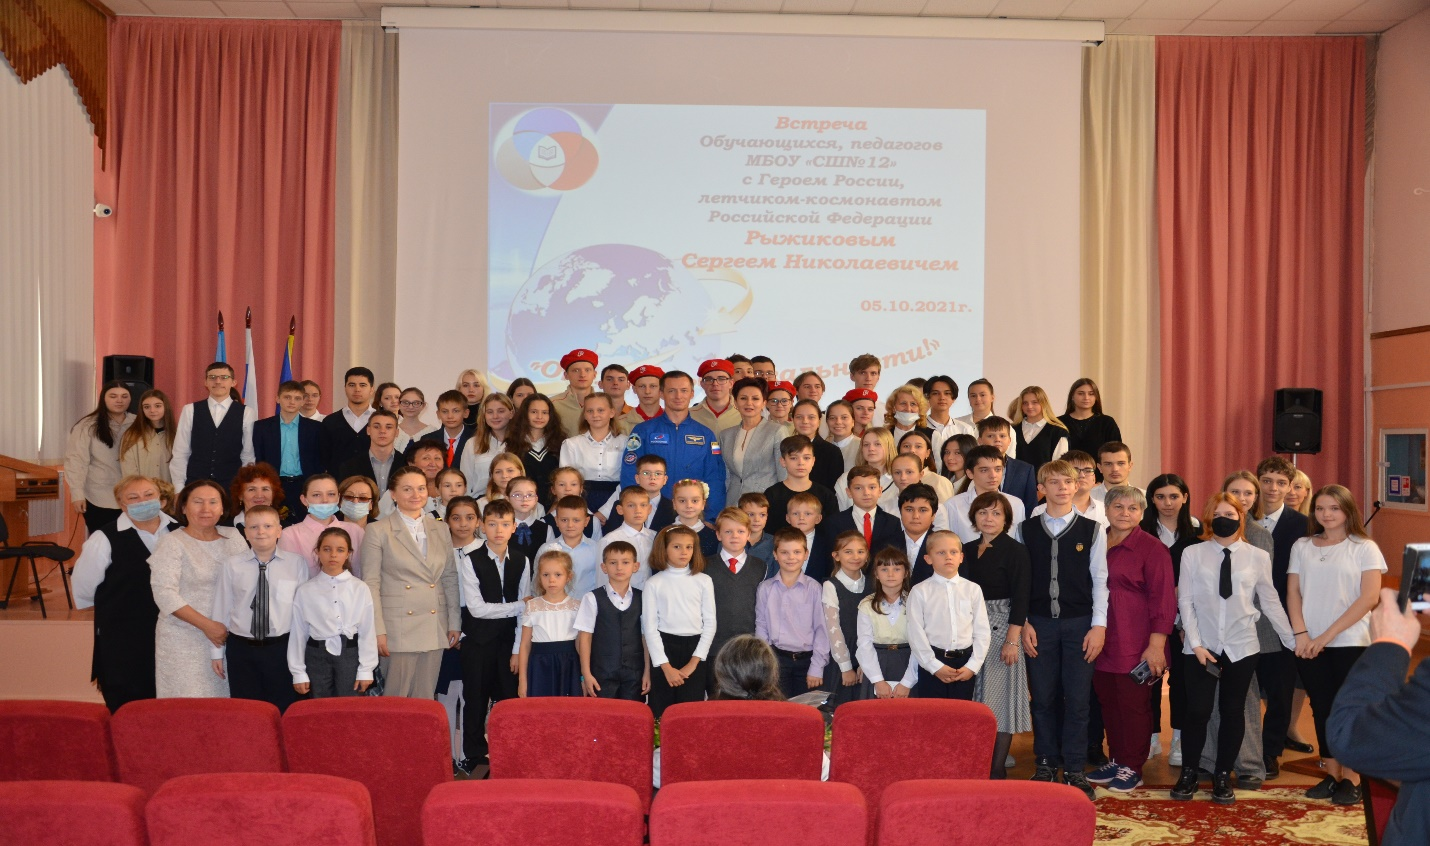 Встреча
Обучающихся, педагогов
МБОУ «СШ№12»
с Героем России,
летчиком-космонавтом
Российской Федерации
Рыжиковым
Сергеем Николаевичем
05.10.2021г.